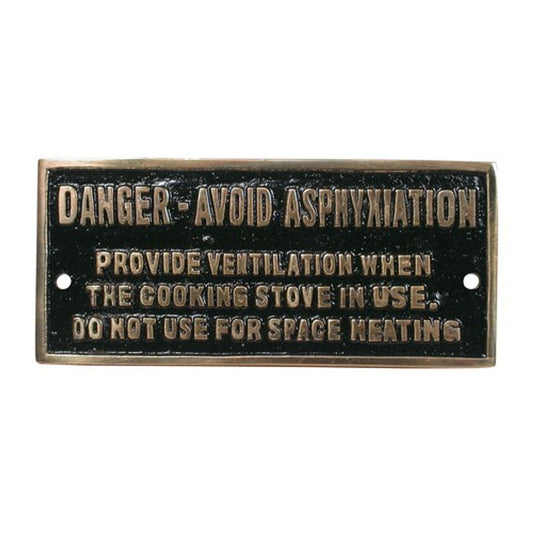 DANGER - AVOID ASPHYXIATION
PROVIDE VENTILATION WHEN
THE COOKING STOVE IN USE.
DO NOT USE FOR SPACE HEATING